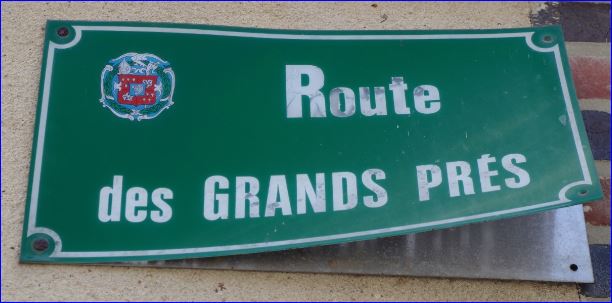 Route
des GRANDS PRÉS